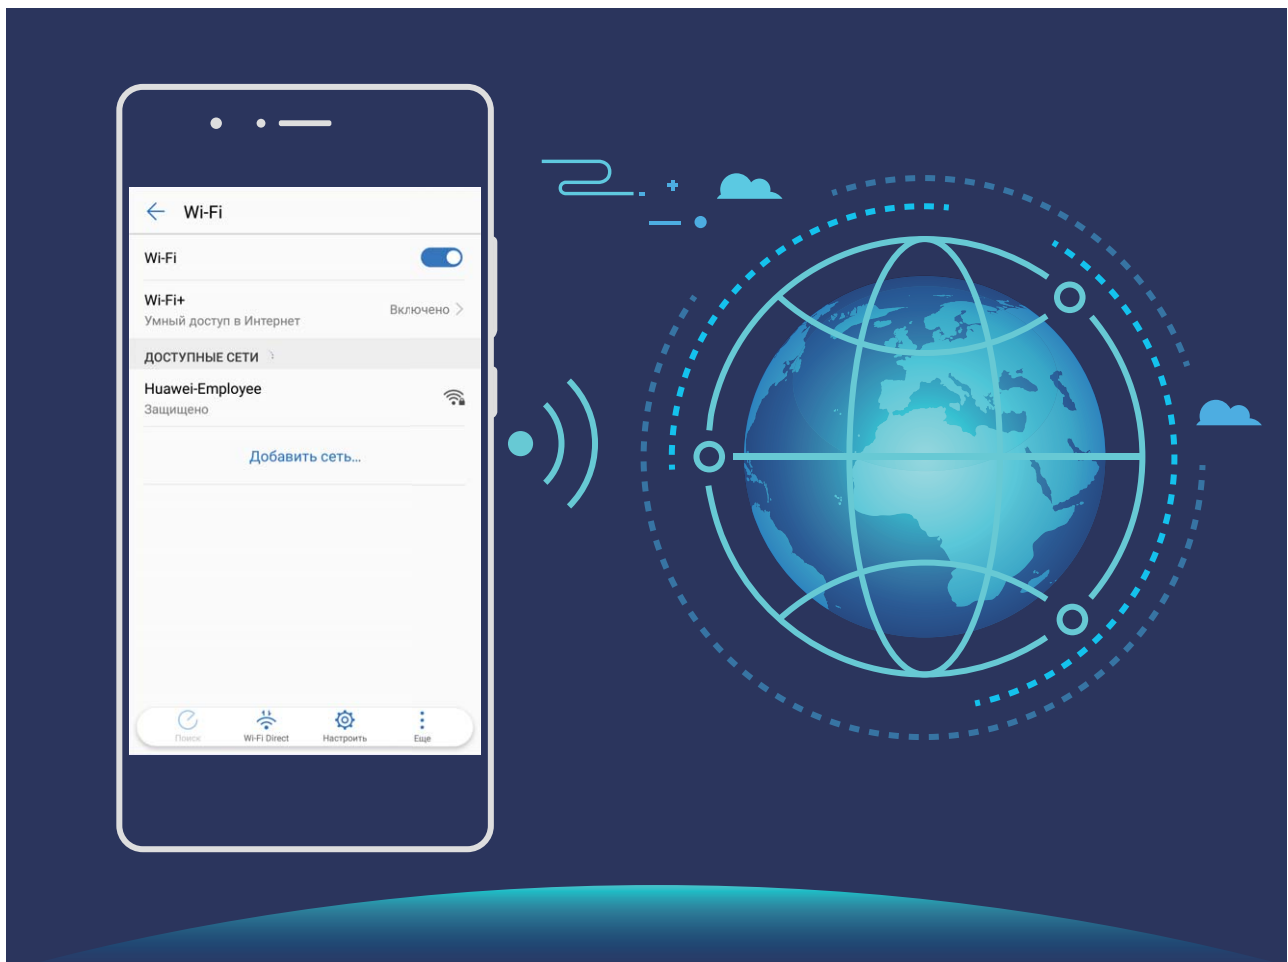 Wi-Fi
Wi-Fi
Wi-Fi+
Умный доступ в Интернет
Включено
ДОСТУПНЫЕ СЕТИ
Huawei-Employee
Защищено
Добавить сеть...
Поиск
Wi-Fi Direct
Настроить
Еще